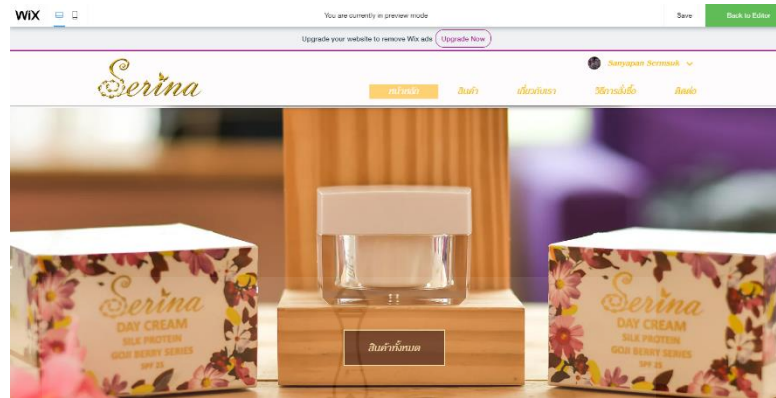 WiX
You are currently in preview mode
Save
Back to Editor
Upgrade your website to remove Wix ads
Upgrade Now
Serina
หน้าหลัก
สินค้า
เกี่ยวกับเรา
วิธีการสั่งซื้อ
ติดต่อ
Serina
DAY CREAM
SILK PROTEIN
GOJI BERRY SERIES
SPF 25
สินค้าทั้งหมด
Serina
DAY CREAM
SILK PROTEIN
GOJI BERRY SERIES
SPF 25